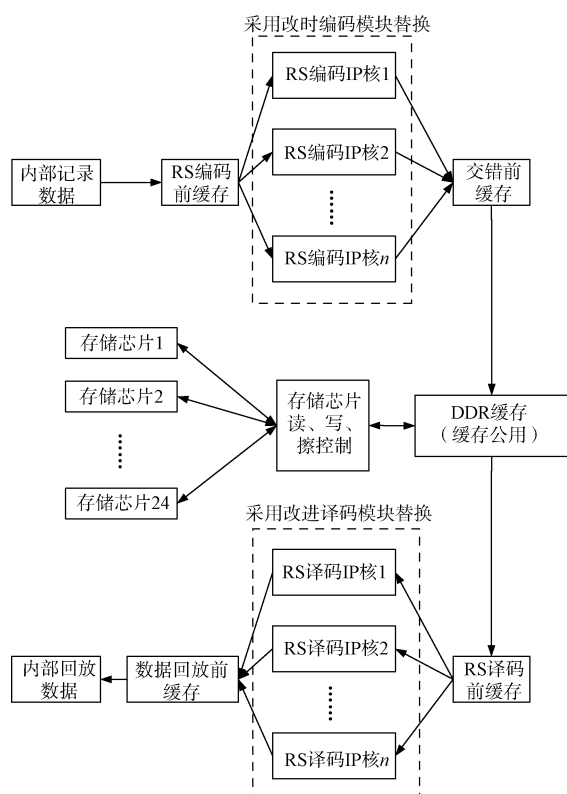 采用改时编码模块替换
RS编码IP核1
RS编码IP核2
RS编码IP核n
内部记录
数据
RS编码
前缓存
交错前
缓存
存储芯片1
存储芯片2
存储芯片24
存储芯片
读、写、
擦控制
DDR缓存
（缓存公用）
采用改进译码模块替换
RS译码IP核1
RS译码IP核2
RS译码IP核n
内部回放
数据
数据回放前
缓存
RS译码
前缓存